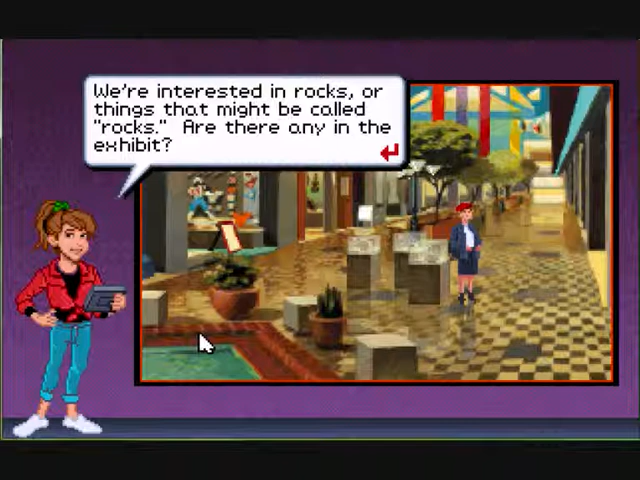 We're interested in rocks, or
things that might be called
"rocks." Are there any in the
exhibit?